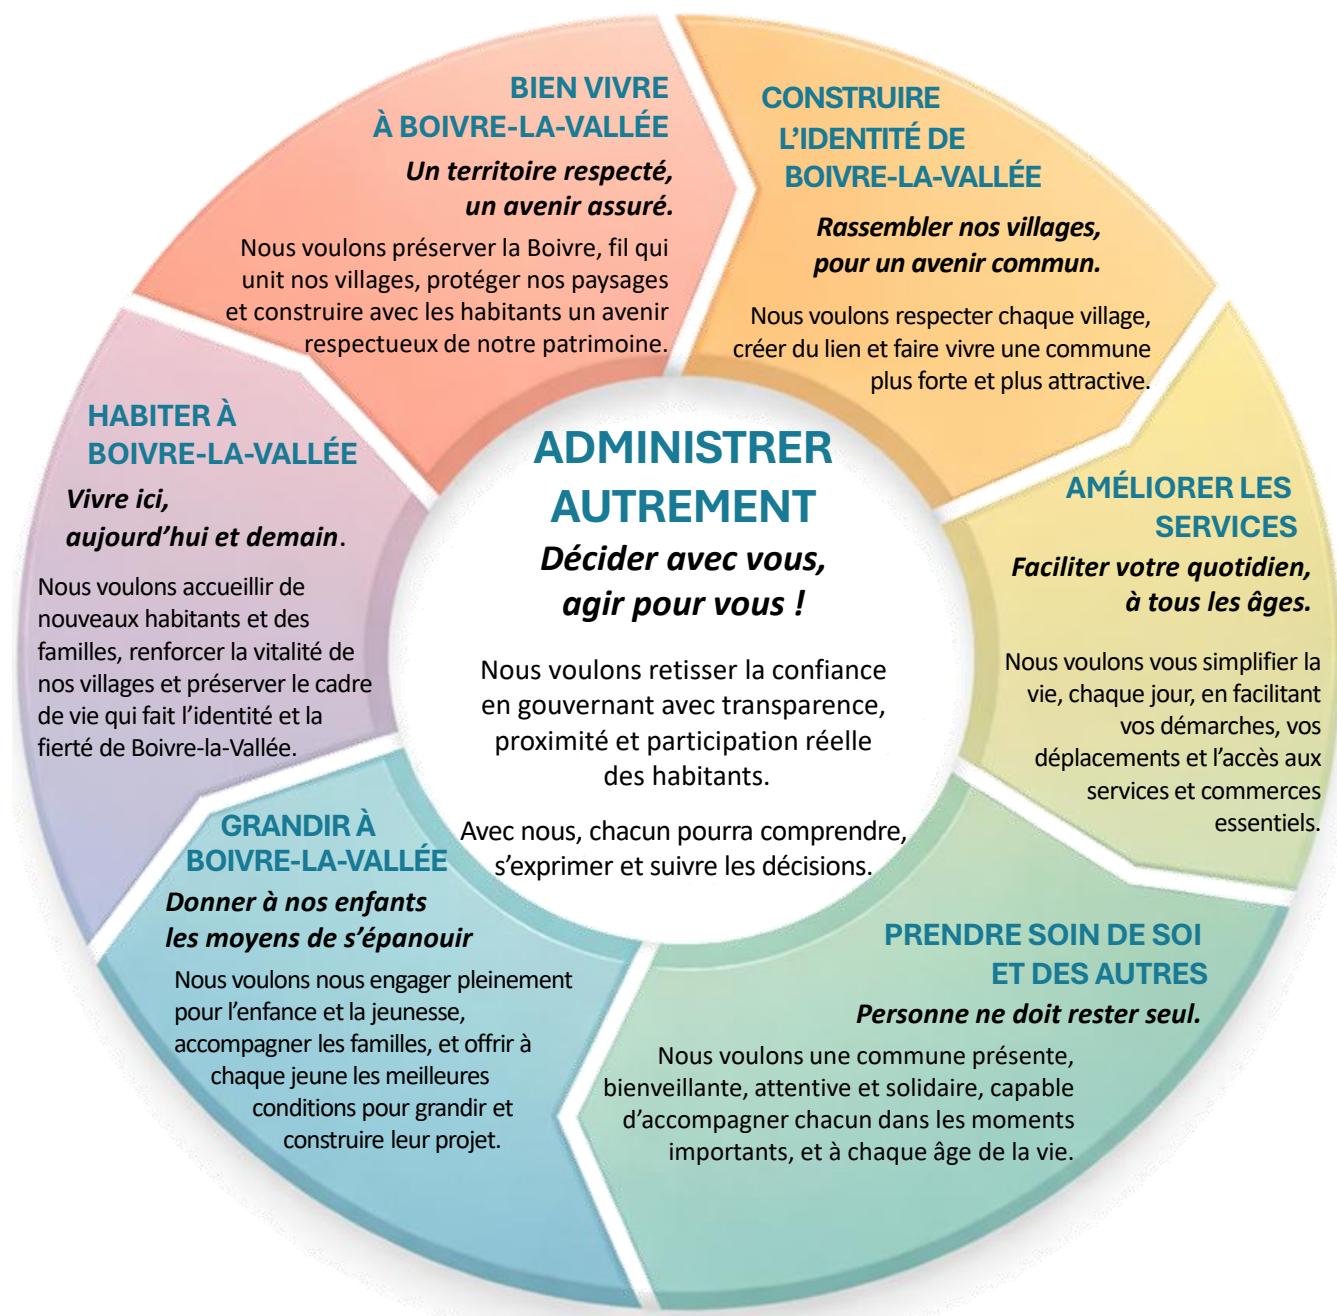 BIEN VIVRE
À BOIVRE-LA-VALLÉE
Un territoire respecté,
un avenir assuré.
Nous voulons préserver la Boivre, fil qui
unit nos villages, protéger nos paysages
et construire avec les habitants un avenir
respectueux de notre patrimoine.
CONSTRUIRE
L’IDENTITÉ DE
BOIVRE-LA-VALLÉE
Rassembler nos villages,
pour un avenir commun.
Nous voulons respecter chaque village,
créer du lien et faire vivre une commune
plus forte et plus attractive.
AMÉLIORER LES
SERVICES
Faciliter votre quotidien,
à tous les âges.
Nous voulons vous simplifier la
vie, chaque jour, en facilitant
vos démarches, vos
déplacements et l’accès aux
services et commerces
essentiels.
PRENDRE SOIN DE SOI
ET DES AUTRES
Personne ne doit rester seul.
Nous voulons une commune présente,
bienveillante, attentive et solidaire, capable
d’accompagner chacun dans les moments
importants, et à chaque âge de la vie.
GRANDIR À
BOIVRE-LA-VALLÉE
Donner à nos enfants
les moyens de s’épanouir
Nous voulons nous engager pleinement
pour l’enfance et la jeunesse,
accompagner les familles, et offrir à
chaque jeune les meilleures
conditions pour grandir et
construire leur projet.
HABITER À
BOIVRE-LA-VALLÉE
Vivre ici,
aujourd’hui et demain.
Nous voulons accueillir de
nouveaux habitants et des
familles, renforcer la vitalité de
nos villages et préserver le cadre
de vie qui fait l’identité et la
fierté de Boivre-la-Vallée.
ADMINISTRER
AUTREMENT
Décider avec vous,
agir pour vous !
Nous voulons retisser la confiance
en gouvernant avec transparence,
proximité et participation réelle
des habitants.
Avec nous, chacun pourra comprendre,
s’exprimer et suivre les décisions.